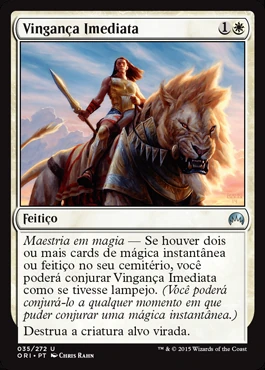 Vingança Imediata 1
Feitiço
Maestria em magia — Se houver dois
ou mais cards de mágica instantânea
ou feitiço no seu cemitério, você
poderá conjurar Vingança Imediata
como se tivesse lampejo. (Você poderá
conjurá-lo a qualquer momento em que
puder conjurar uma mágica instantânea.)
Destrua a criatura alvo virada.
035/272 U
ORI • PT Chris Rahn
™ & © 2015 Wizards of the Coast